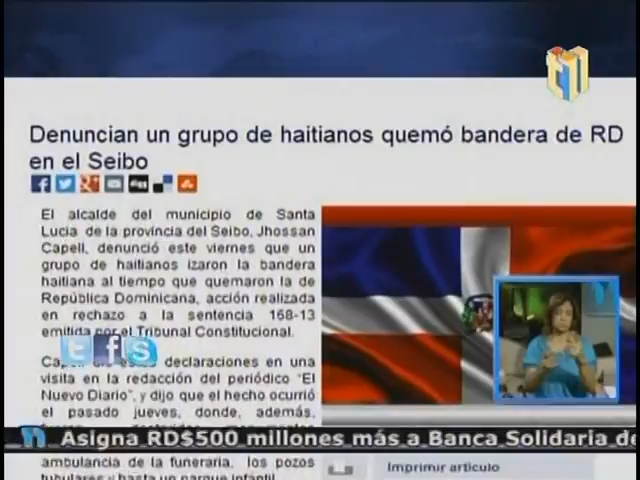 Denuncian un grupo de haitianos quemó bandera de RD
en el Seibo
El alcalde del municipio de Santa
Lucia de la provincia del Seibo, Jhossan
Capell, denunció este viernes que un
grupo de haitianos izaron la bandera
haitiana al tiempo que quemaron la de
República Dominicana, acción realizada
en rechazo a la sentencia 168-13
emitida por el Tribunal Constitucional.
declaraciones en una
visita en la redacción del periódico "El
Nuevo Diario", y dijo que el hecho ocurrió
el pasado jueves, donde, además,
Asigna RD$500 millones más a Banca Solidaria de
ambulancia de la funeraria, los pozos
tubulares y hasta un parque infantil
Imprimir artículo